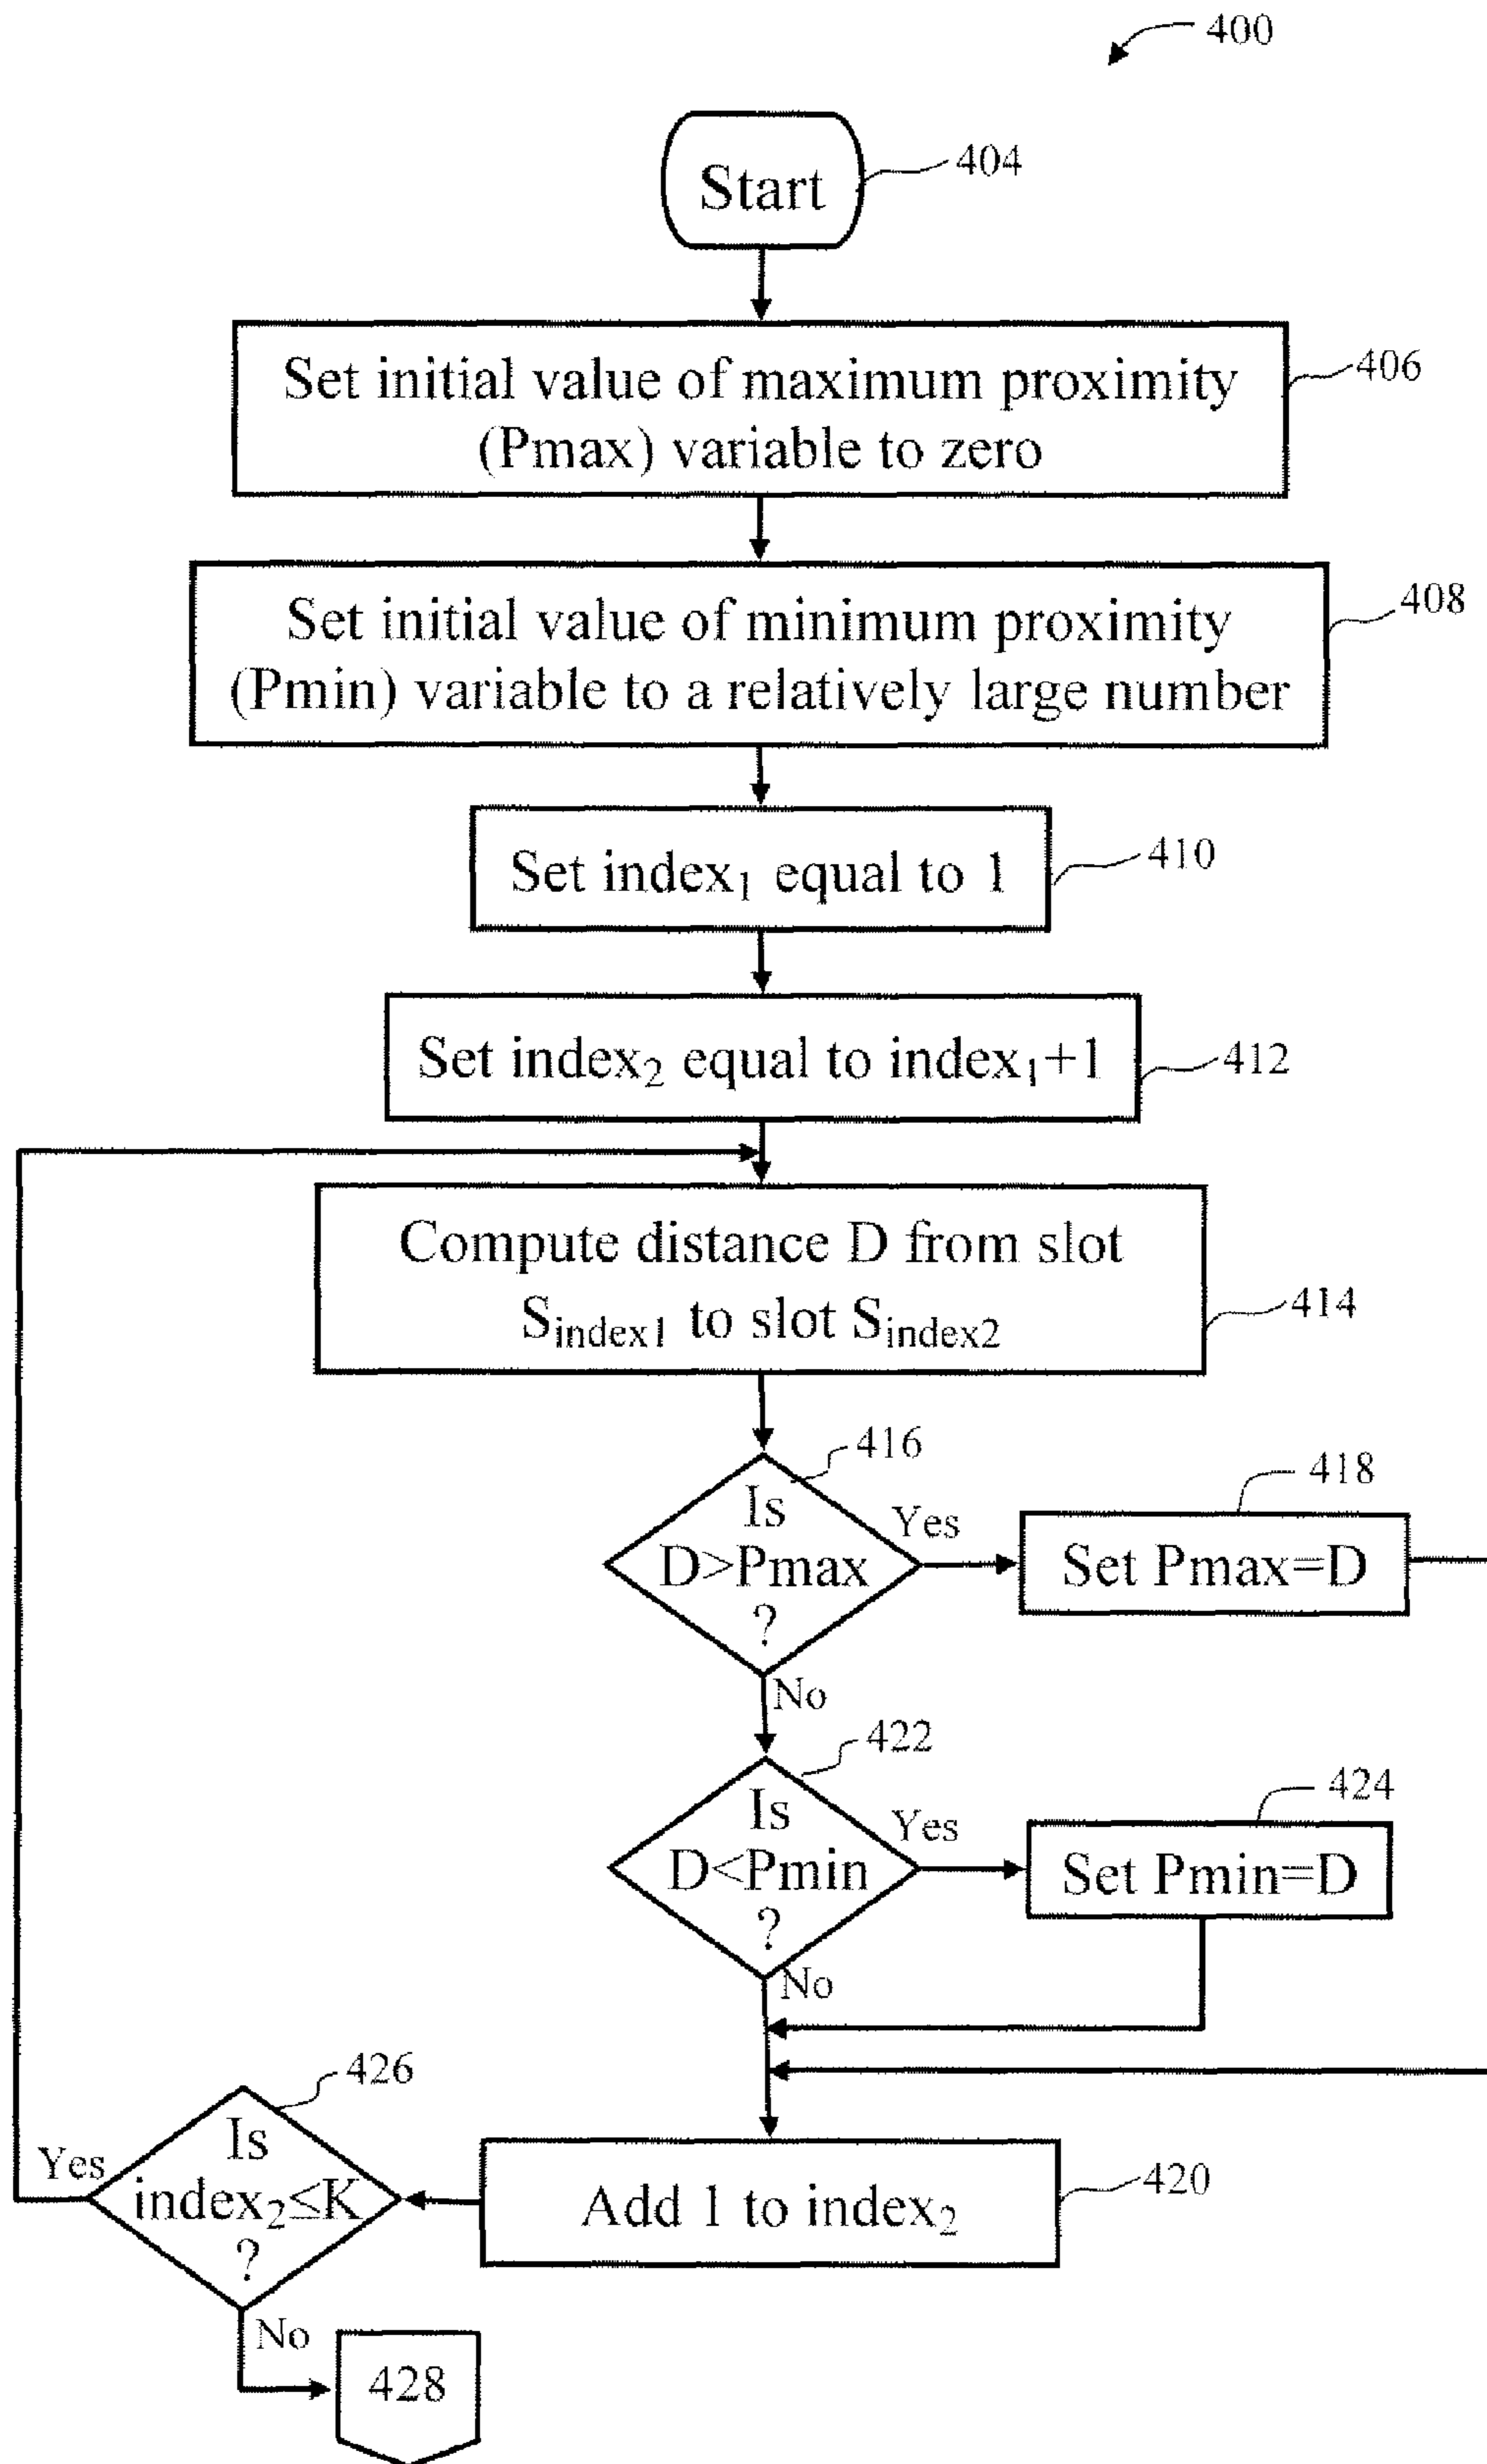 400
Start
404
Set initial value of maximum proximity
(Pmax) variable to zero
406
Set initial value of minimum proximity
(Pmin) variable to a relatively large number
408
Set index₁ equal to 1
410
Set index₂ equal to index₁+1
412
Compute distance D from slot
Sindex1 to slot Sindex2
414
416
Is
D>Pmax
?
Yes
418
Set Pmax=D
No
422
Is
D<Pmin
?
Yes
424
Set Pmin=D
No
426
Is
index₂≤K
?
Yes
Add 1 to index₂
420
No
428